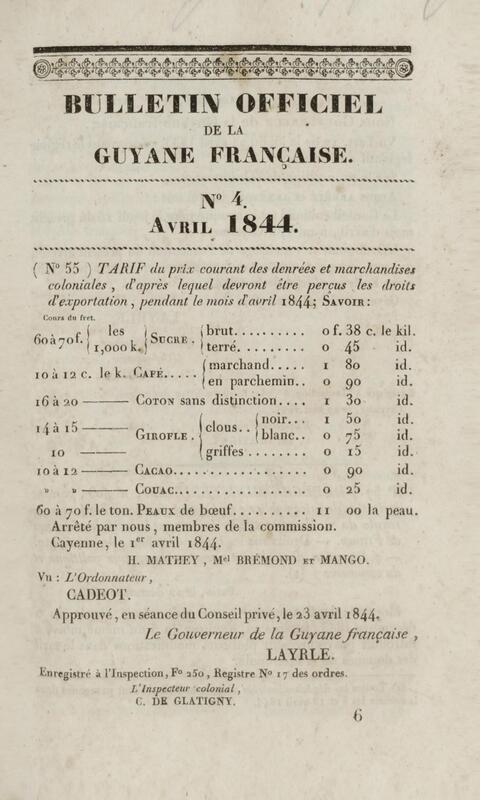 BULLETIN OFFICIEL
DE LA
GUYANE FRANÇAISE.
N° 4.
AVRIL 1844.
( N° 55 ) TARIF du prix courant des denrées et marchandises
coloniales , d'après lequel devront être perçus les droits
d'exportation , pendant le mois d'avril 1844; SAVOIR :
Cours du fret.
60 à 70 f. { les 1,000 k. } SUCRE . { brut.......... 0 f. 38 c. le kil.
terré.......... 0 45 id.
10 à 12 c. le k. CAFÉ..... { marchand..... 1 80 id.
en parchemin.. 0 90 id.
16 à 20 ——— COTON sans distinction.... 1 30 id.
14 à 15 ——— GIROFLE . { clous.. { noir... 1 50 id.
blanc.. 0 75 id.
10 ——— griffes ........ 0 15 id.
10 à 12 ——— CACAO................. 0 90 id.
» » ——— COUAC................. 0 25 id.
60 à 70 f. le ton. PEAUX de bœuf.......... 11 00 la peau.
Arrêté par nous, membres de la commission.
Cayenne, le 1er avril 1844.
H. MATHEY , Mel BRÉMOND ET MANGO.
Vu : L'Ordonnateur ,
CADEOT.
Approuvé, en séance du Conseil privé, le 23 avril 1844.
Le Gouverneur de la Guyane française ,
LAYRLE.
Enregistré à l'Inspection, F° 250 , Registre N° 17 des ordres.
L'Inspecteur colonial ,
C. DE GLATIGNY.
6